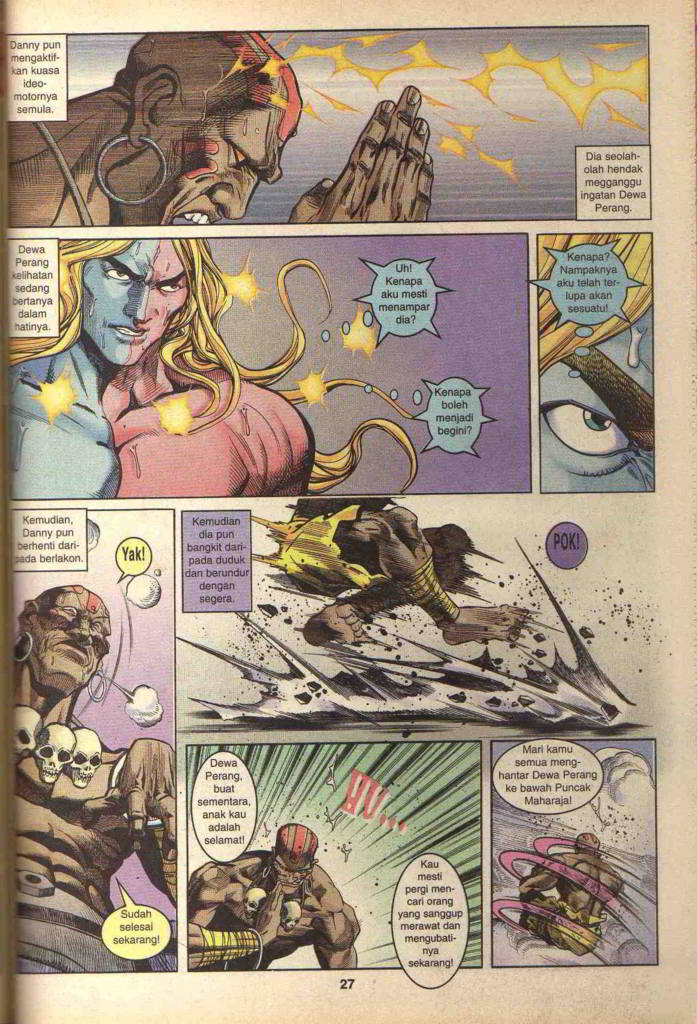 Danny pun
mengaktif-
kan kuasa
ideo-
motornya
semula.
Dia seolah-
olah hendak
megganggu
ingatan Dewa
Perang.
Dewa
Perang
kelihatan
sedang
bertanya
dalam
hatinya.
Uh!
Kenapa
aku mesti
menampar
dia?
Kenapa
boleh
menjadi
begini?
Kenapa?
Nampaknya
aku telah ter-
lupa akan
sesuatu!
Kemudian,
Danny pun
berhenti dari-
pada berlakon.
Yak!
Sudah
selesai
sekarang!
Kemudian
dia pun
bangkit dari-
pada duduk
dan berundur
dengan
segera.
POK!
Dewa
Perang,
buat
sementara,
anak kau
adalah
selamat!
YU...
Kau
mesti
pergi men-
cari orang
yang sanggup
merawat dan
mengubati-
nya
sekarang!
Mari kamu
semua meng-
hantar Dewa Perang
ke bawah Puncak
Maharaja!
27